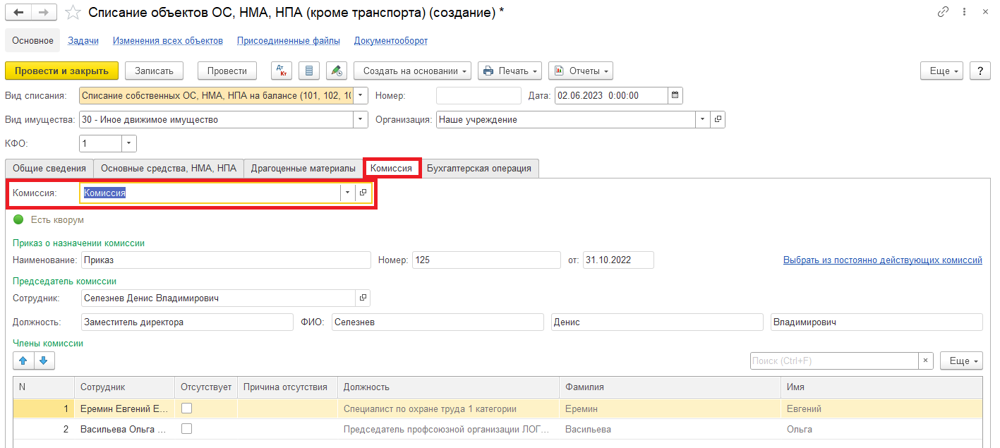 Списание объектов ОС, НМА, НПА (кроме транспорта) (создание) *
Основное Задачи Изменения всех объектов Присоединенные файлы Документооборот
Провести и закрыть Записать Провести Дт Кт Создать на основании Печать Отчеты Еще ?
Вид списания: Списание собственных ОС, НМА, НПА на балансе (101, 102, 10 Номер: Дата: 02.06.2023 0:00:00
Вид имущества: 30 - Иное движимое имущество Организация: Наше учреждение
КФО: 1
Общие сведения Основные средства, НМА, НПА Драгоценные материалы Комиссия Бухгалтерская операция
Комиссия: Комиссия
Есть кворум
Приказ о назначении комиссии
Наименование: Приказ Номер: 125 от: 31.10.2022 Выбрать из постоянно действующих комиссий
Председатель комиссии
Сотрудник: Селезнев Денис Владимирович
Должность: Заместитель директора ФИО: Селезнев Денис Владимирович
Члены комиссии
Поиск (Ctrl+F) × Еще
N Сотрудник Отсутствует Причина отсутствия Должность Фамилия Имя
1 Еремин Евгений Е... Специалист по охране труда 1 категории Еремин Евгений
2 Васильева Ольга ... Председатель профсоюзной организации ЛОГ... Васильева Ольга